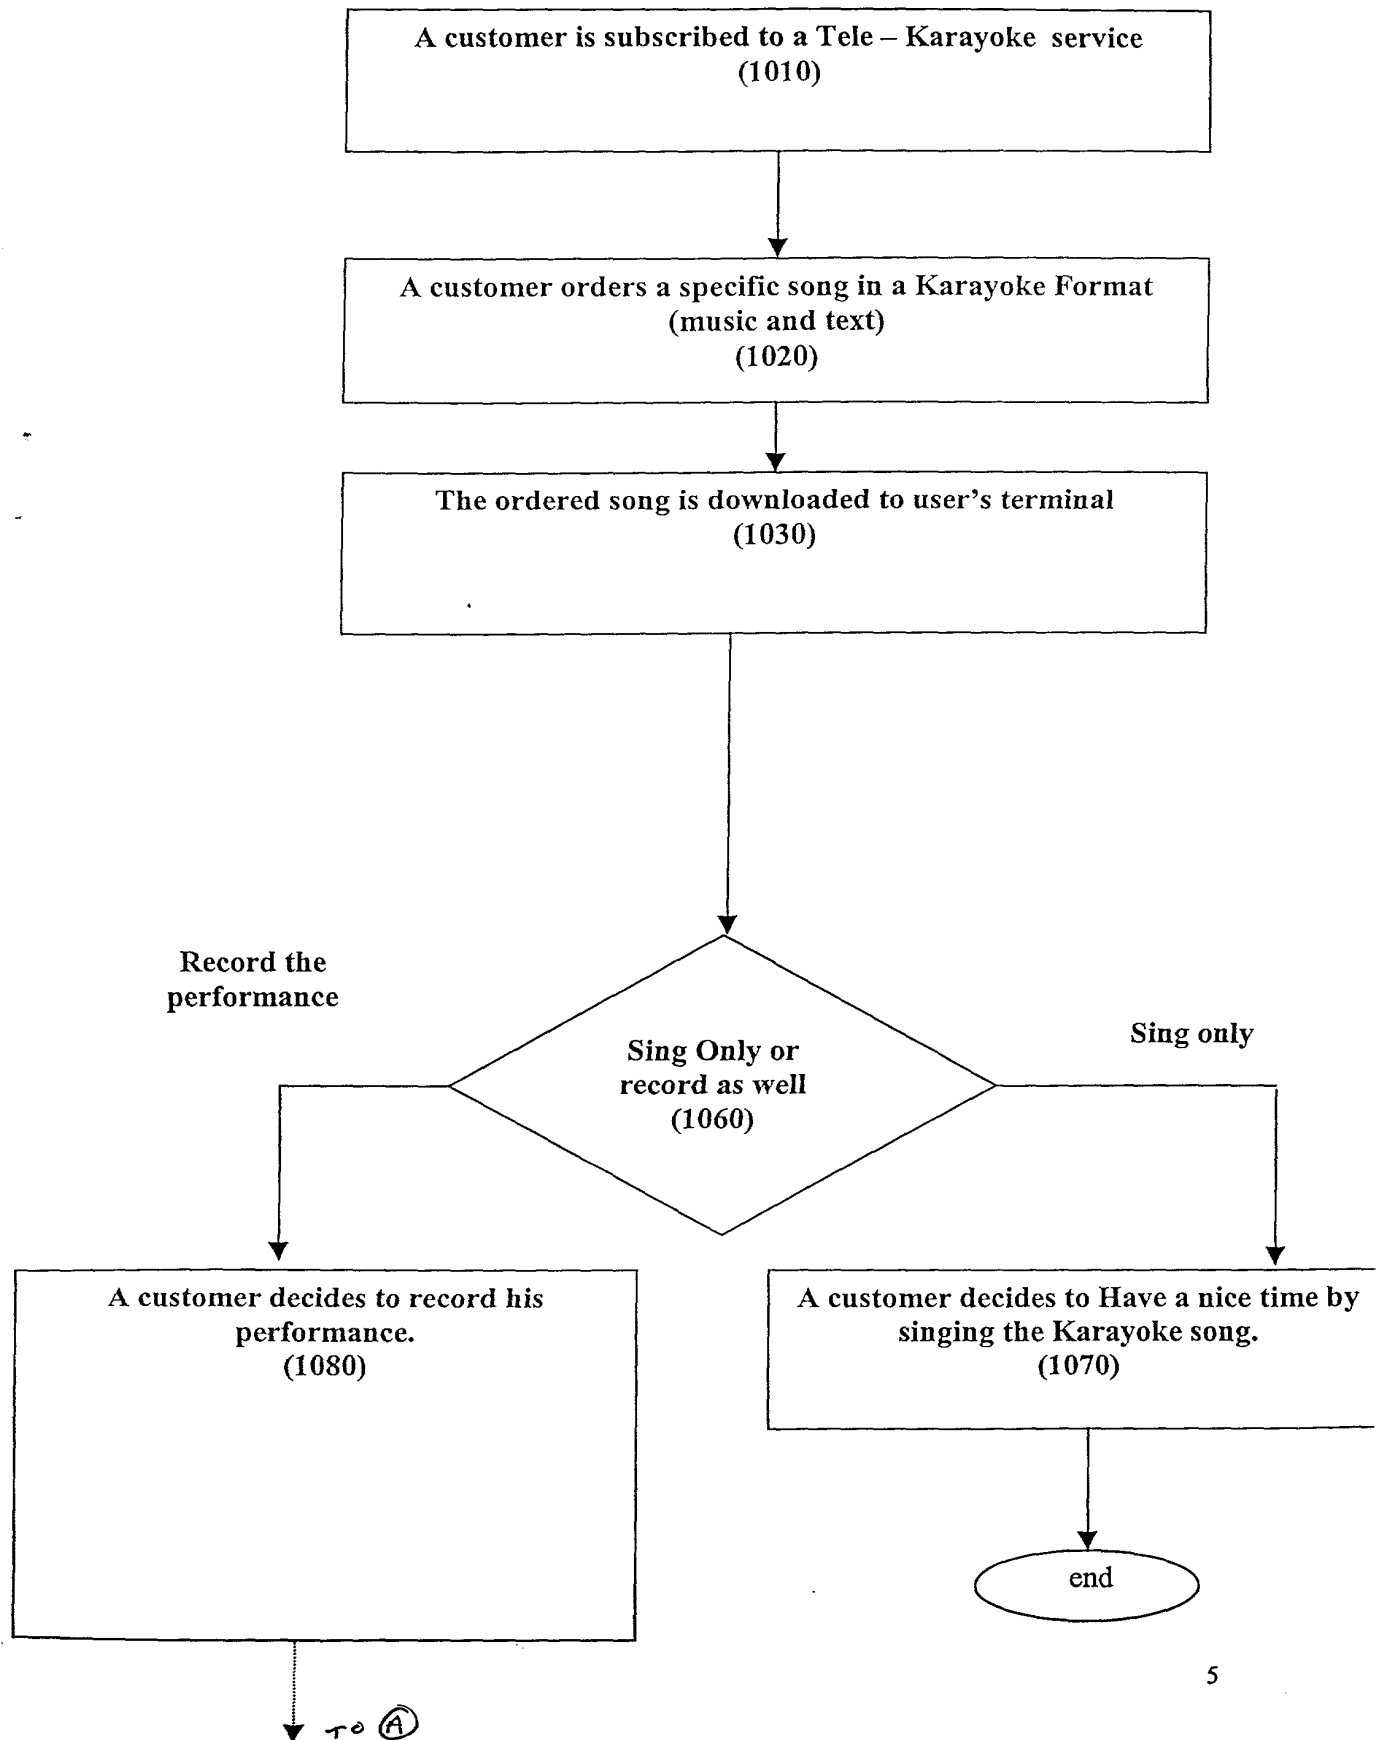 A customer is subscribed to a Tele – Karayoke service
(1010)
A customer orders a specific song in a Karayoke Format
(music and text)
(1020)
The ordered song is downloaded to user's terminal
(1030)
Record the
performance
Sing Only or
record as well
(1060)
Sing only
A customer decides to record his
performance.
(1080)
A customer decides to Have a nice time by
singing the Karayoke song.
(1070)
end
5
TO A